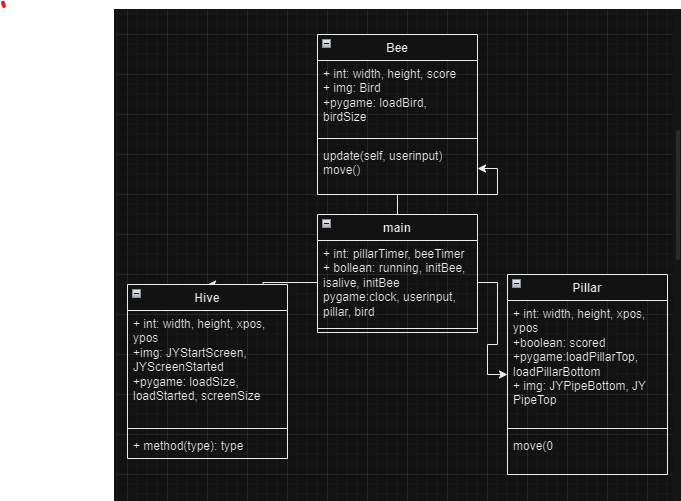 Bee
+ int: width, height, score
+ img: Bird
+pygame: loadBird,
birdSize
update(self, userinput)
move()
main
+ int: pillarTimer, beeTimer
+ bollean: running, initBee,
isalive, initBee
pygame:clock, userinput,
pillar, bird
Hive
+ int: width, height, xpos,
ypos
+img: JYStartScreen,
JYScreenStarted
+pygame: loadSize,
loadStarted, screenSize
+ method(type): type
Pillar
+ int: width, height, xpos,
ypos
+boolean: scored
+pygame:loadPillarTop,
loadPillarBottom
+ img: JYPipeBottom, JY
PipeTop
move(0